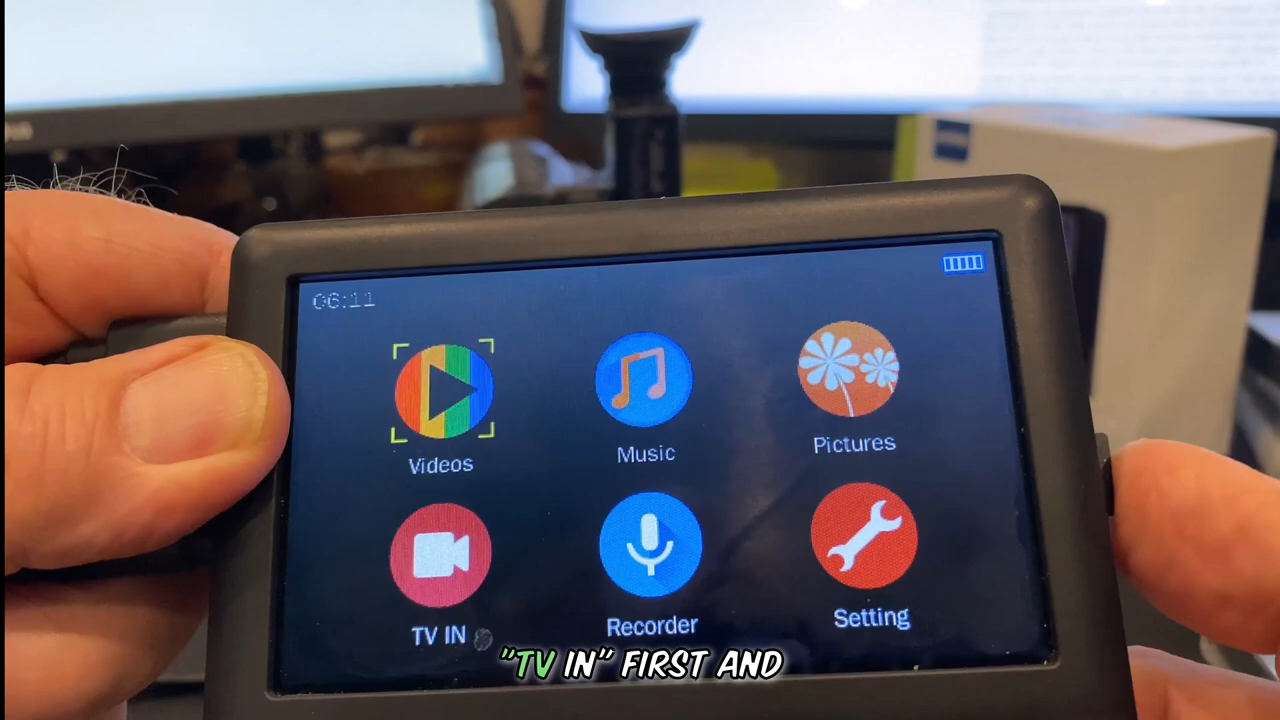 06:11
Videos
Music
Pictures
TV IN
Recorder
Setting
"TV IN" FIRST AND